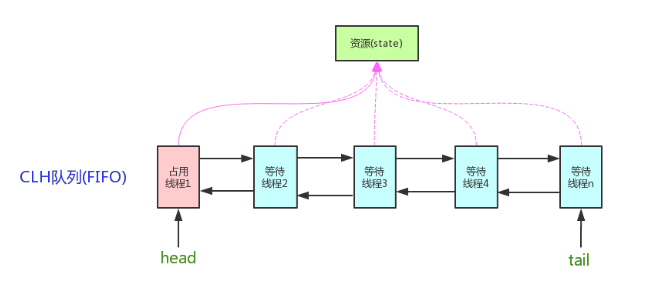 资源(state)
CLH队列(FIFO)
占用
线程1
等待
线程2
等待
线程3
等待
线程4
等待
线程n
head
tail